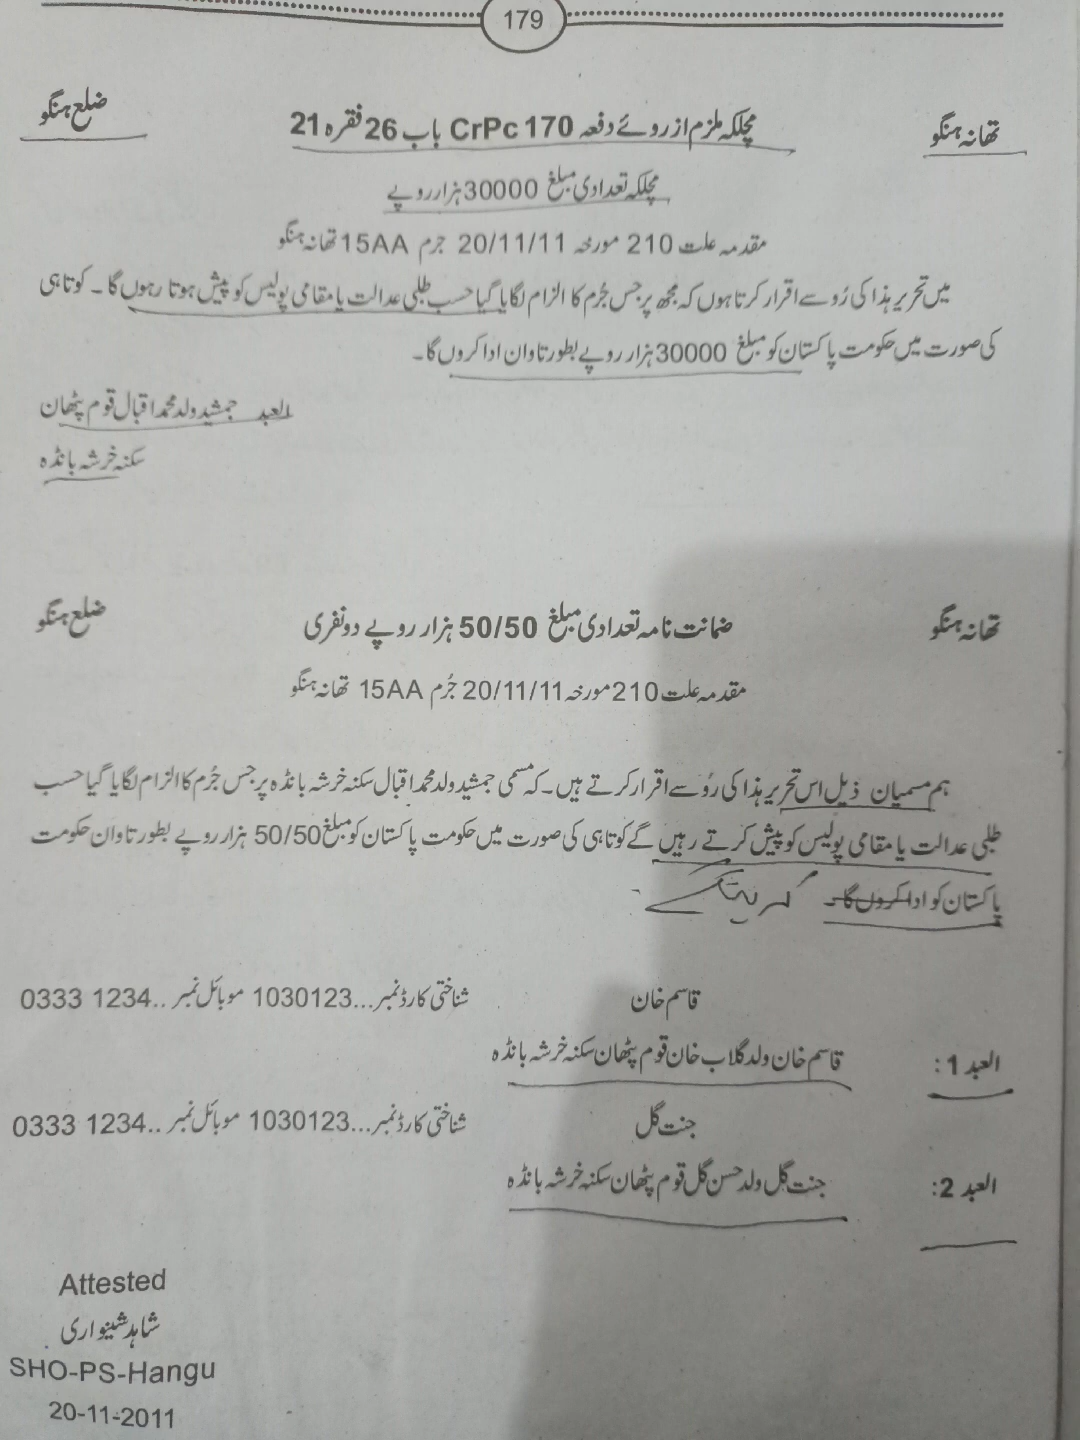 179
تھانہ ہنگو مچلکہ ملزم از روئے دفعہ 170 CrPc باب 26 فقرہ 21 ضلع ہنگو
مچلکہ تعدادی مبلغ 30000 ہزار روپے
مقدمہ علت 210 مورخہ 20/11/11 جرم 15AA تھانہ ہنگو
میں تحریر ہذا کی رُو سے اقرار کرتا ہوں کہ مجھ پر جس جُرم کا الزام لگایا گیا حسب طلبی عدالت یا مقامی پولیس کو پیش ہوتا رہوں گا ۔ کوتاہی
کی صورت میں حکومت پاکستان کو مبلغ 30000 ہزار روپے بطور تاوان ادا کروں گا۔
العبد جمشید ولد محمد اقبال قوم پٹھان
سکنہ خرشہ بانڈہ
تھانہ ہنگو ضمانت نامہ تعدادی مبلغ 50/50 ہزار روپے دو نفری ضلع ہنگو
مقدمہ علت 210 مورخہ 20/11/11 جُرم 15AA تھانہ ہنگو
ہم مسمیان ذیل اس تحریر ہذا کی رُو سے اقرار کرتے ہیں ۔ کہ مسمی جمشید ولد محمد اقبال سکنہ خرشہ بانڈہ پر جس جُرم کا الزام لگایا گیا حسب
طلبی عدالت یا مقامی پولیس کو پیش کرتے رہیں گے کوتاہی کی صورت میں حکومت پاکستان کو مبلغ 50/50 ہزار روپے بطور تاوان حکومت
پاکستان کو ادا کروں گا۔
قاسم خان شناختی کارڈ نمبر...1030123 موبائل نمبر ..1234 0333
العبد 1: قاسم خان ولد گلاب خان قوم پٹھان سکنہ خرشہ بانڈہ
جنت گل شناختی کارڈ نمبر...1030123 موبائل نمبر ..1234 0333
العبد 2: جنت گل ولد حسن گل قوم پٹھان سکنہ خرشہ بانڈہ
Attested
شاہد شینواری
SHO-PS-Hangu
20-11-2011